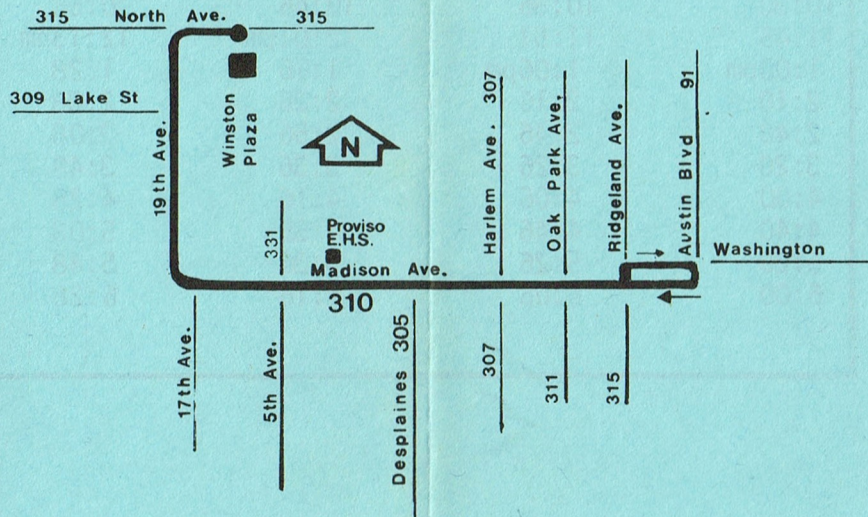 315 North Ave. 315
309 Lake St
19th Ave.
Winston
Plaza
N
331
Proviso
E.H.S.
Madison Ave.
310
Harlem Ave. 307
Oak Park Ave,
Ridgeland Ave.
Austin Blvd 91
Washington
17th Ave.
5th Ave.
Desplaines 305
307
311
315